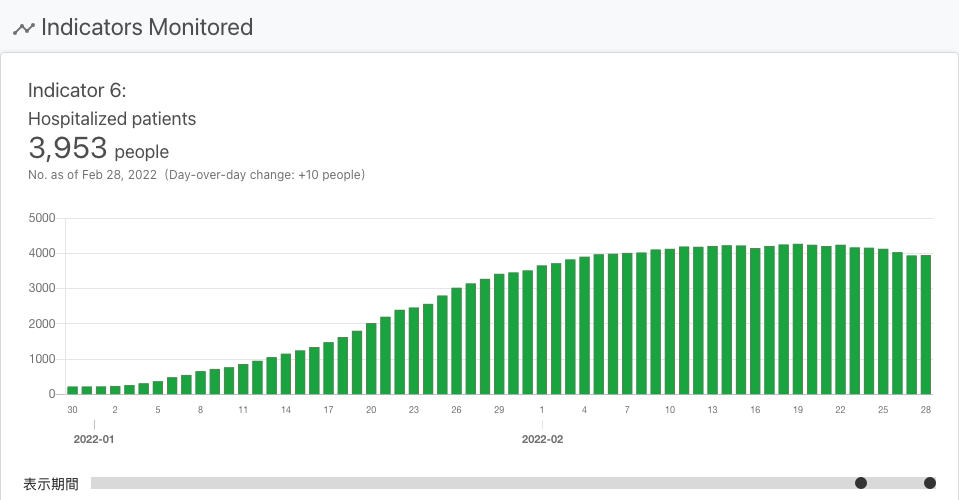 Indicators Monitored
Indicator 6:
Hospitalized patients
3,953 people
No. as of Feb 28, 2022 (Day-over-day change: +10 people)
5000
4000
3000
2000
1000
0
30 2 5 8 11 14 17 20 23 26 29 1 4 7 10 13 16 19 22 25 28
2022-01 2022-02
表示期間